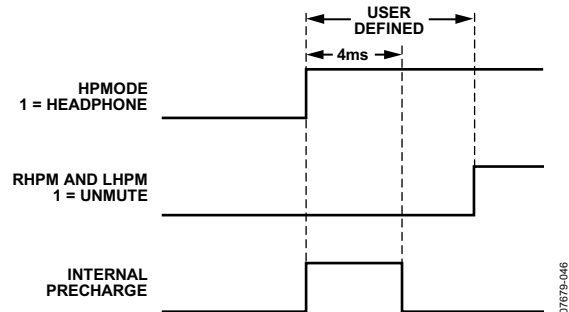 USER
DEFINED
4ms
HPMODE
1 = HEADPHONE
RHPM AND LHPM
1 = UNMUTE
INTERNAL
PRECHARGE
07679-046